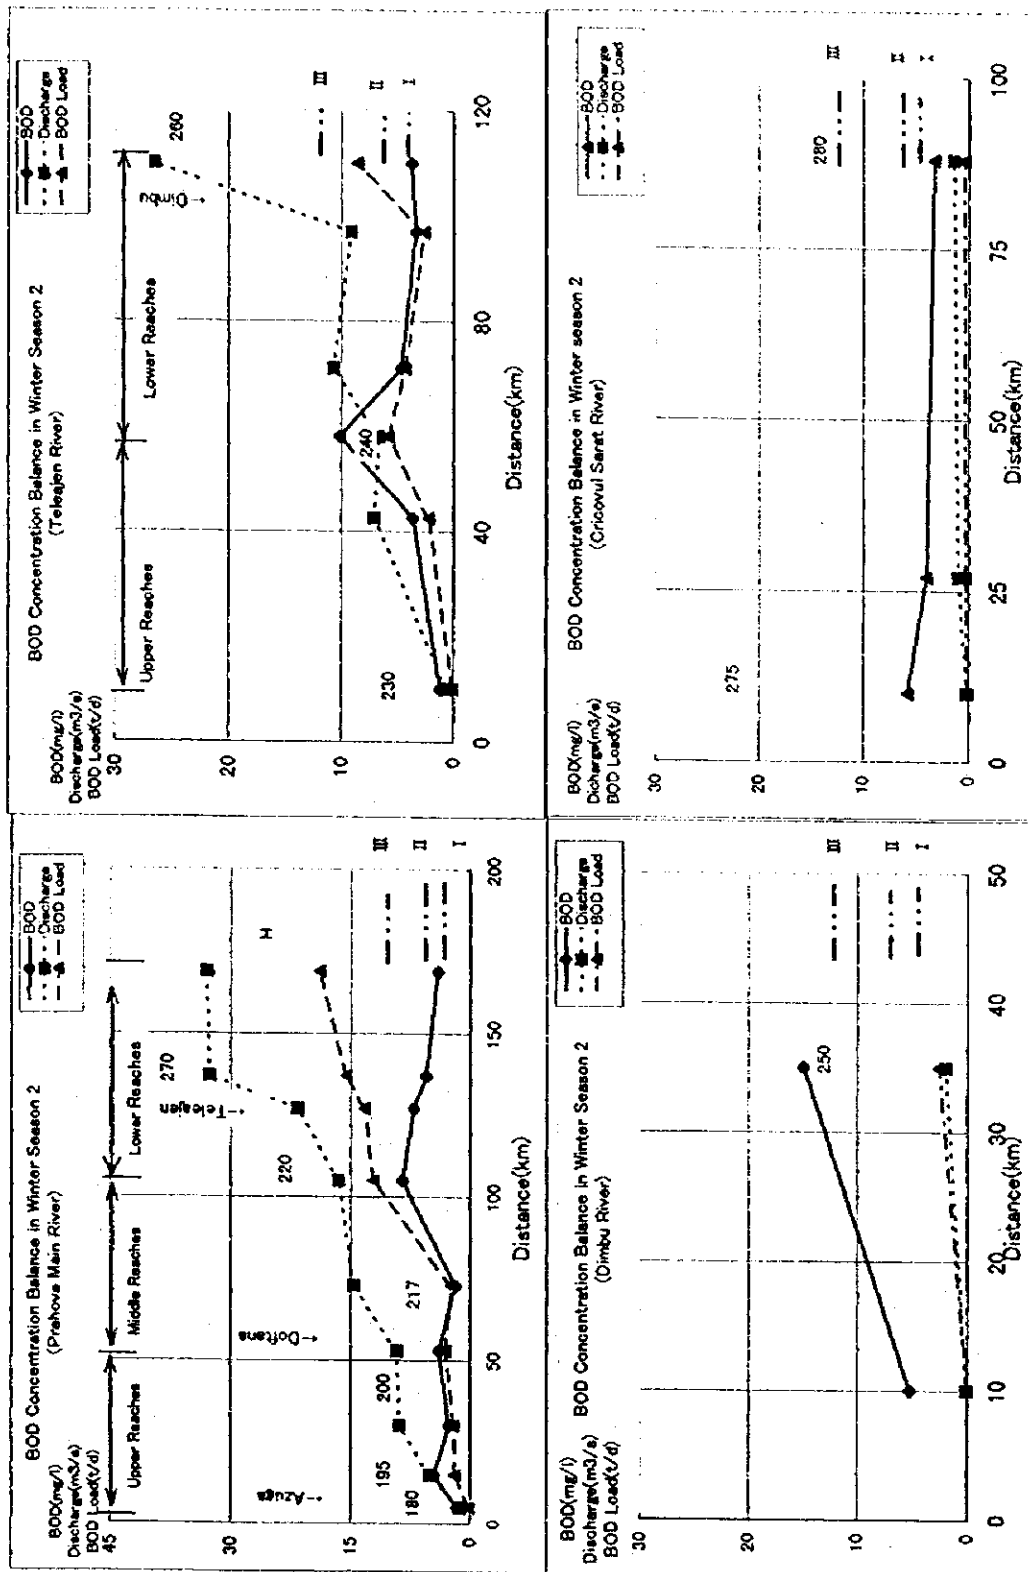 BOD Concentration Balance in Winter Season 2
(Prahova Main River)
BOD(mg/l)
Discharge(m3/s)
BOD Load(t/d)
BOD
Discharge
BOD Load
Upper Reaches
Middle Reaches
Lower Reaches
45
30
15
0
←Azuga
←Doftana
←Teleajen
180
195
200
217
220
270
H
III
II
I
0
50
100
150
200
Distance(km)
BOD Concentration Balance in Winter Season 2
(Teleajen River)
BOD(mg/l)
Discharge(m3/s)
BOD Load(t/d)
BOD
Discharge
BOD Load
Upper Reaches
Lower Reaches
30
20
10
0
230
240
←Dimbu
260
III
II
I
0
40
80
120
Distance(km)
BOD Concentration Balance in Winter Season 2
(Dimbu River)
BOD(mg/l)
Discharge(m3/s)
BOD Load(t/d)
BOD
Discharge
BOD Load
30
20
10
0
250
III
II
I
0
10
20
30
40
50
Distance(km)
BOD Concentration Balance in Winter season 2
(Cricovul Sarat River)
BOD(mg/l)
Dicharge(m3/s)
BOD Load(t/d)
BOD
Discharge
BOD Load
30
20
10
0
275
280
III
II
I
0
25
50
75
100
Distance(km)